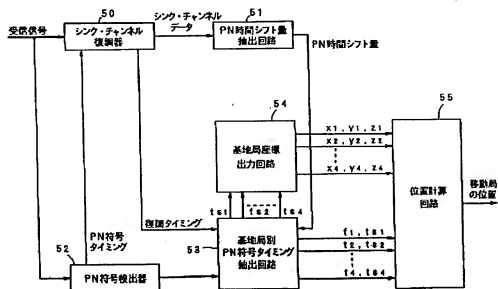 受信信号
50
シンク・チャンネル
復調器
シンク・チャンネル
データ
51
PN時間シフト量
抽出回路
PN時間シフト量
54
基地局座標
出力回路
x1, y1, z1
x2, y2, z2
x4, y4, z4
55
位置計算
回路
移動局
の位置
ts1
ts2
ts4
PN符号
タイミング
復調タイミング
52
PN符号検出器
53
基地局別
PN符号タイミング
抽出回路
t1, ts1
t2, ts2
t4, ts4